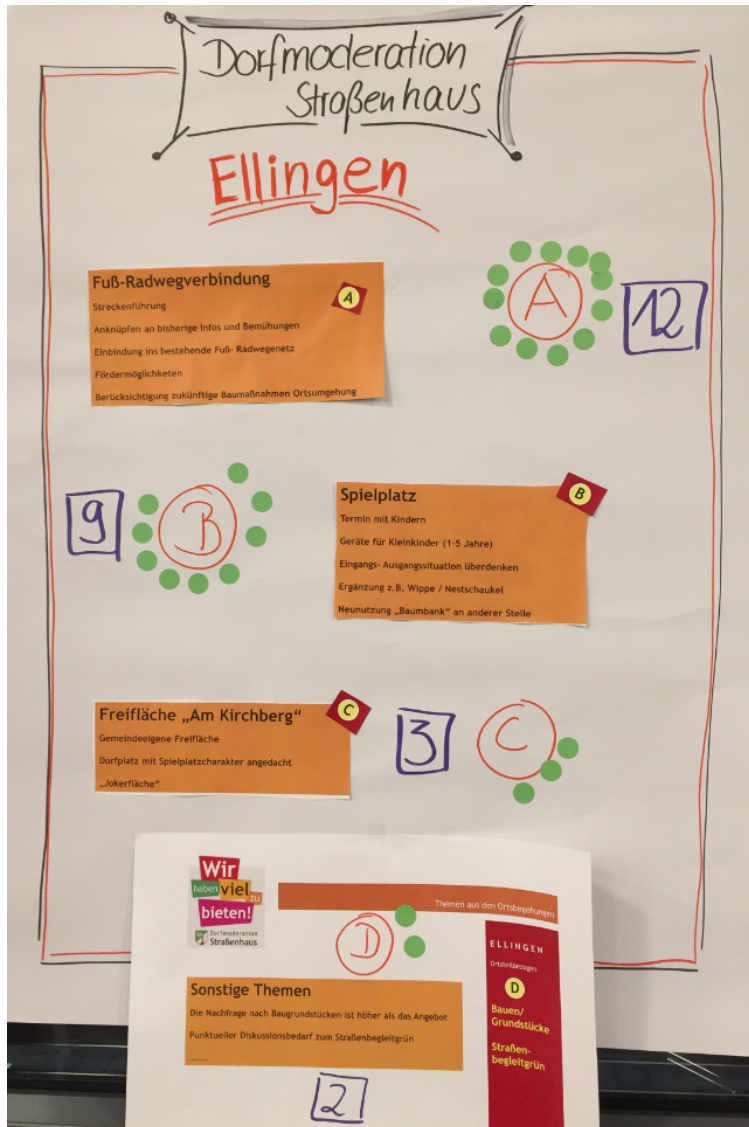 Dorfmoderation
Straßenhaus
Ellingen
Fuß-Radwegverbindung
A
Streckenführung
Anknüpfen an bisherige Infos und Bemühungen
Einbindung ins bestehende Fuß- Radwegenetz
Fördermöglichketen
Berücksichtigung zukünftige Baumaßnahmen Ortsumgehung
A
12
9
B
Spielplatz
B
Termin mit Kindern
Geräte für Kleinkinder (1-5 Jahre)
Eingangs- Ausgangssituation überdenken
Ergänzung z.B. Wippe / Nestschaukel
Neunutzung „Baumbank“ an anderer Stelle
Freifläche „Am Kirchberg“
C
Gemeindeeigene Freifläche
Dorfplatz mit Spielplatzcharakter angedacht
„Jokerfläche“
3
C
Wir
haben viel zu
bieten!
Dorfmoderation
Straßenhaus
Themen aus den Ortsbegehungen
D
ELLINGEN
Ortsteilbezogen
D
Bauen/
Grundstücke
Straßen-
begleitgrün
Sonstige Themen
Die Nachfrage nach Baugrundstücken ist höher als das Angebot
Punktueller Diskussionsbedarf zum Straßenbegleitgrün
2